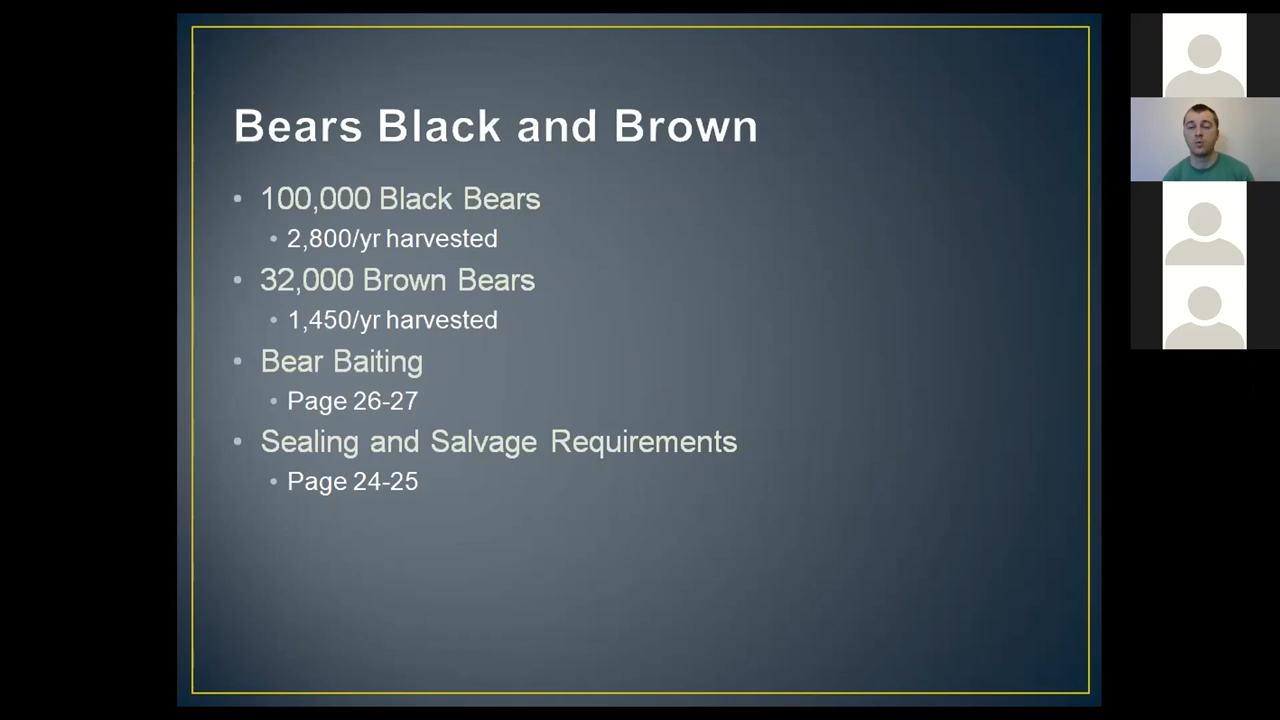 Bears Black and Brown
• 100,000 Black Bears
• 2,800/yr harvested
• 32,000 Brown Bears
• 1,450/yr harvested
• Bear Baiting
• Page 26-27
• Sealing and Salvage Requirements
• Page 24-25